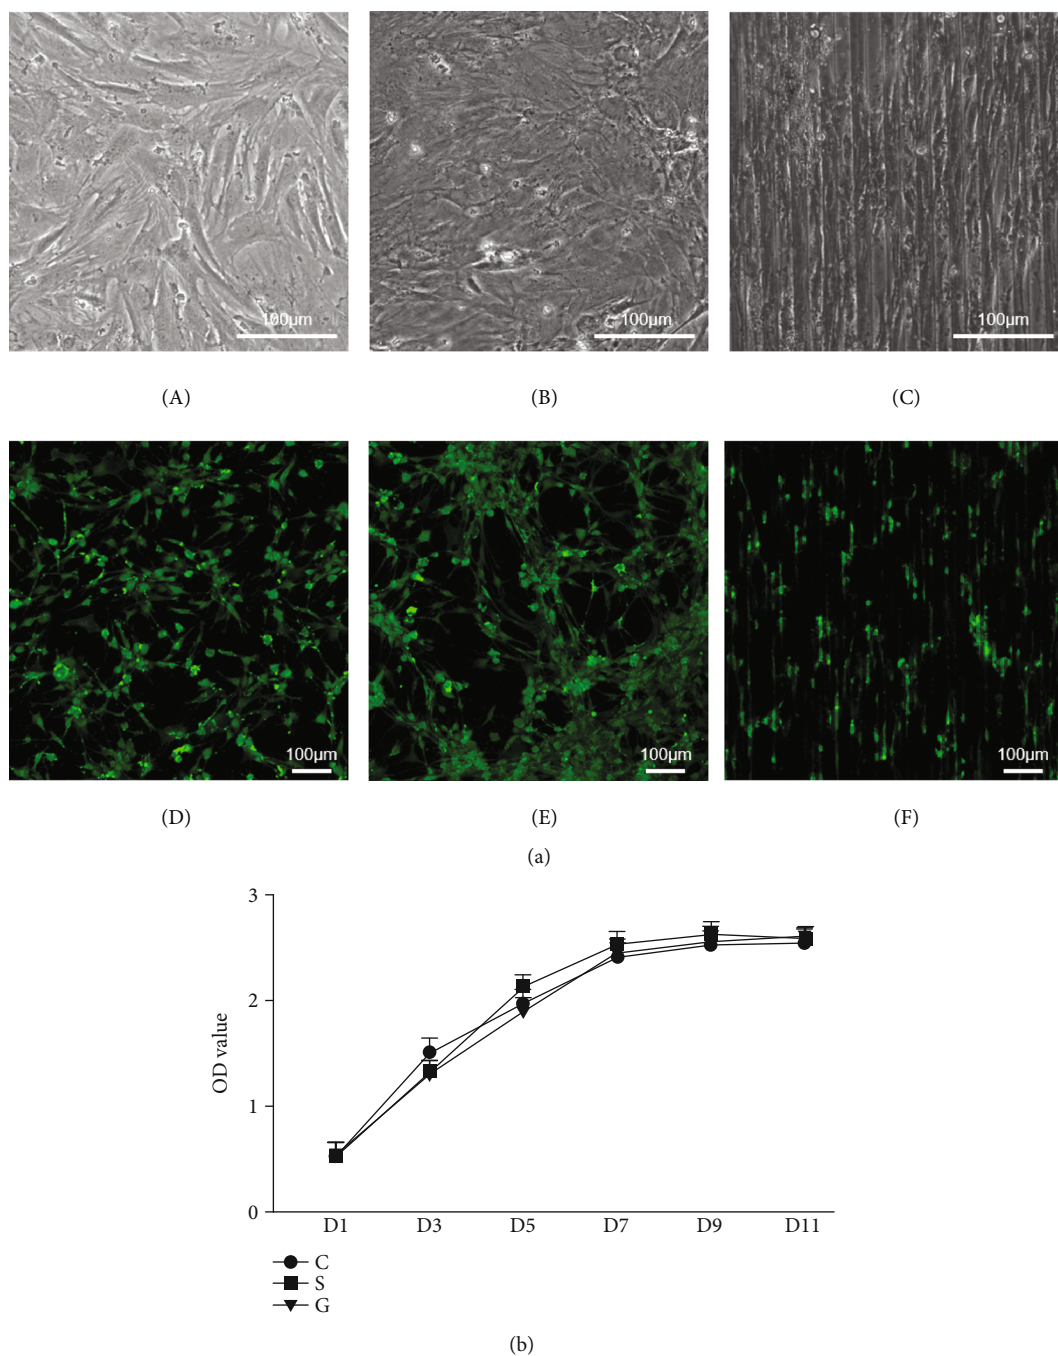 100μm 100μm 100μm
(A) (B) (C)
100μm 100μm 100μm
(D) (E) (F)
(a)
3
2
1
0
OD value
D1 D3 D5 D7 D9 D11
C
S
G
(b)